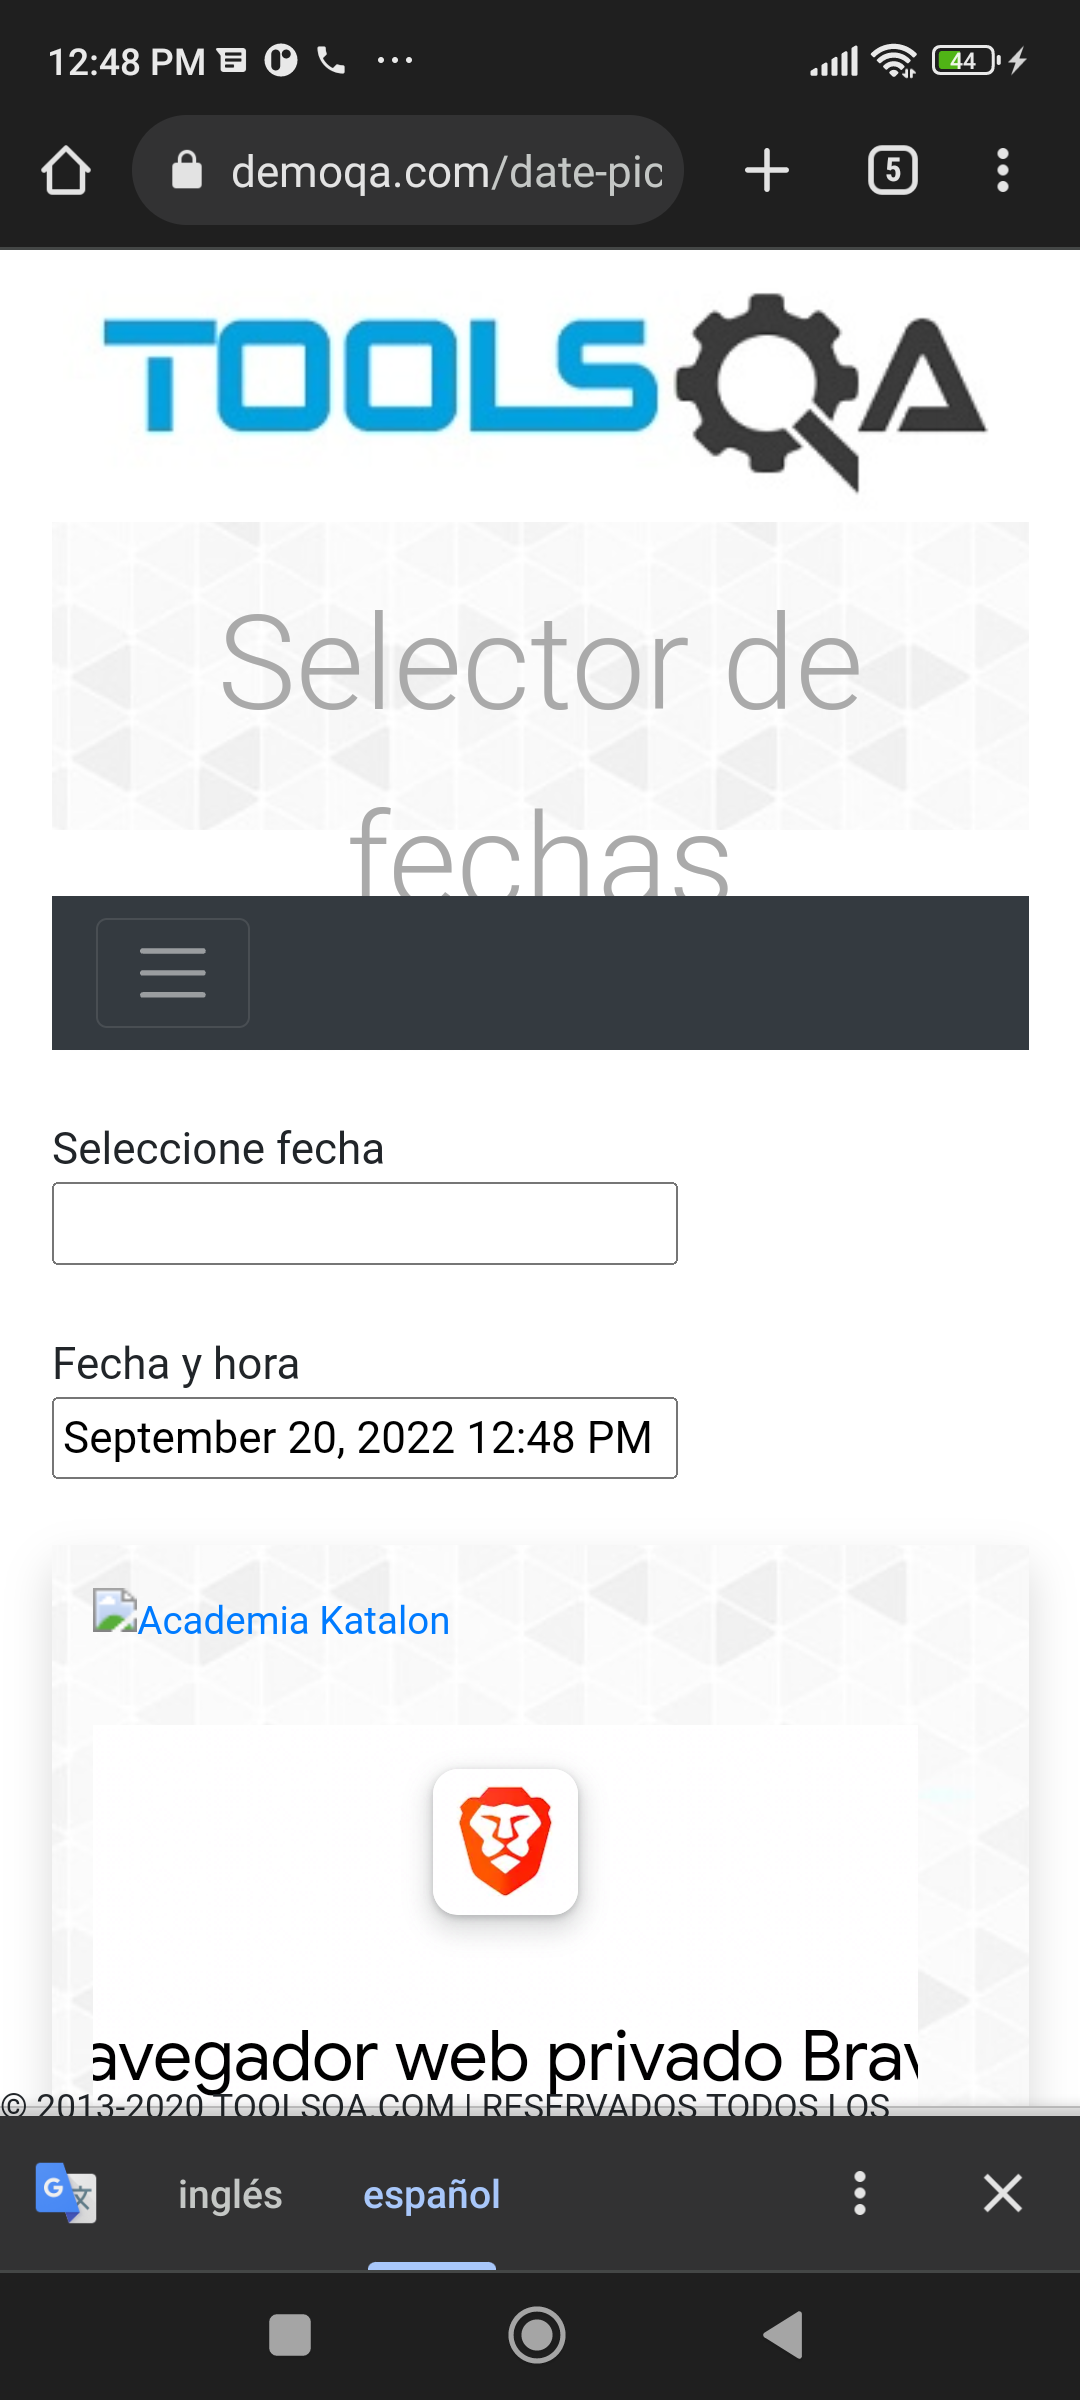 12:48 PM
44
demoqa.com/date-pic
5
TOOLSQA
Selector de
fechas
Seleccione fecha
Fecha y hora
September 20, 2022 12:48 PM
Academia Katalon
avegador web privado Brav
© 2013-2020 TOOLSQA.COM | RESERVADOS TODOS LOS
inglés español